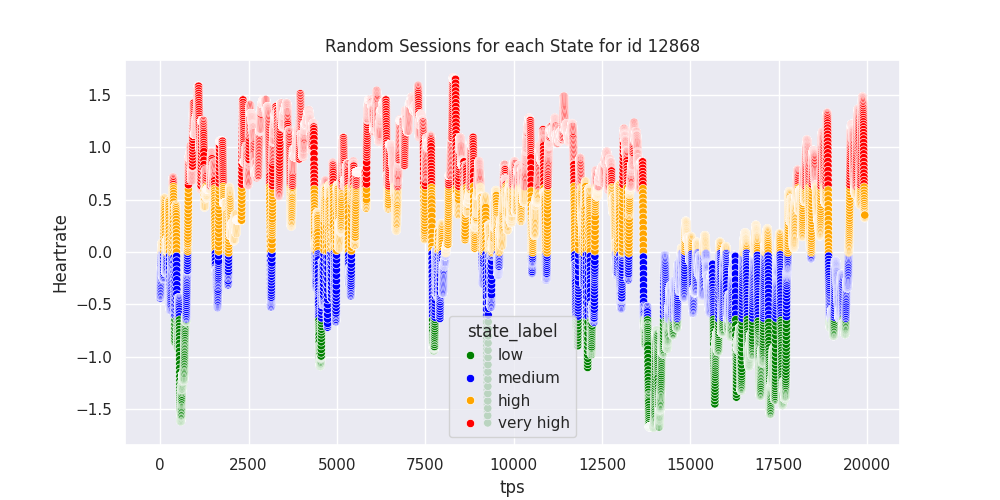 Random Sessions for each State for id 12868
Heartrate
1.5
1.0
0.5
0.0
−0.5
−1.0
−1.5
state_label
low
medium
high
very high
0 2500 5000 7500 10000 12500 15000 17500 20000
tps